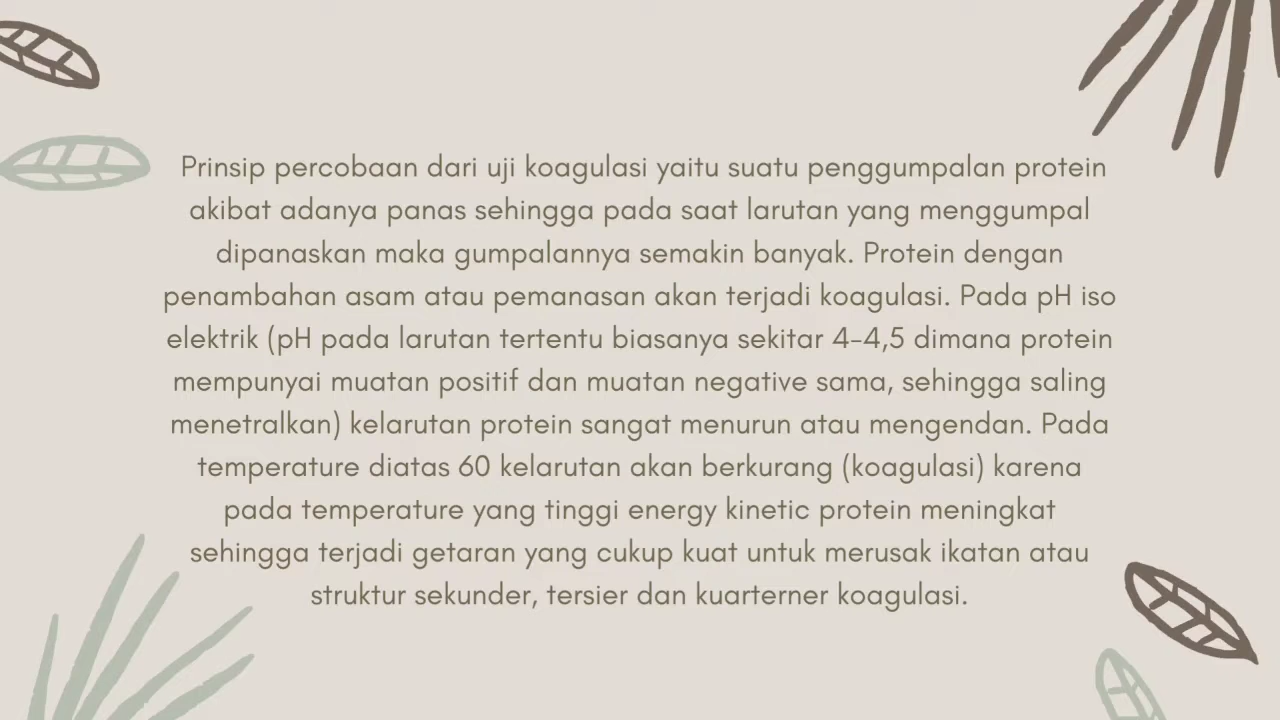 Prinsip percobaan dari uji koagulasi yaitu suatu penggumpalan protein
akibat adanya panas sehingga pada saat larutan yang menggumpal
dipanaskan maka gumpalannya semakin banyak. Protein dengan
penambahan asam atau pemanasan akan terjadi koagulasi. Pada pH iso
elektrik (pH pada larutan tertentu biasanya sekitar 4-4,5 dimana protein
mempunyai muatan positif dan muatan negative sama, sehingga saling
menetralkan) kelarutan protein sangat menurun atau mengendan. Pada
temperature diatas 60 kelarutan akan berkurang (koagulasi) karena
pada temperature yang tinggi energy kinetic protein meningkat
sehingga terjadi getaran yang cukup kuat untuk merusak ikatan atau
struktur sekunder, tersier dan kuarterner koagulasi.